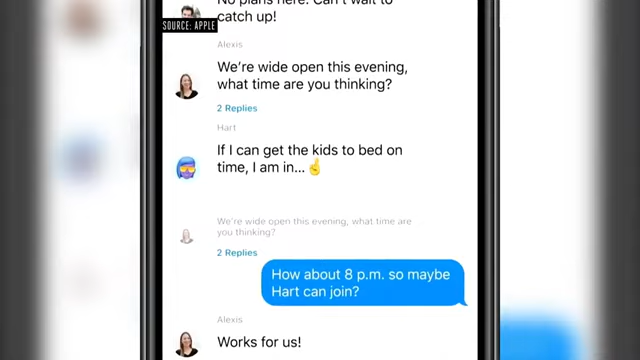 No plans here! Can't wait to
catch up!
SOURCE: APPLE
Alexis
We're wide open this evening,
what time are you thinking?
2 Replies
Hart
If I can get the kids to bed on
time, I am in...🤞
We're wide open this evening, what time are
you thinking?
2 Replies
How about 8 p.m. so maybe
Hart can join?
Alexis
Works for us!